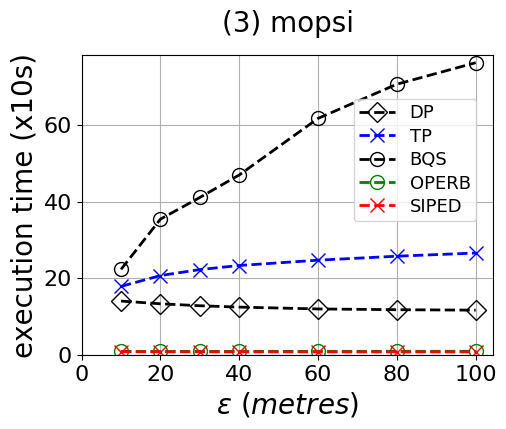 (3) mopsi
execution time (x10s)
60
40
20
0
0 20 40 60 80 100
ε (metres)
DP
TP
BQS
OPERB
SIPED